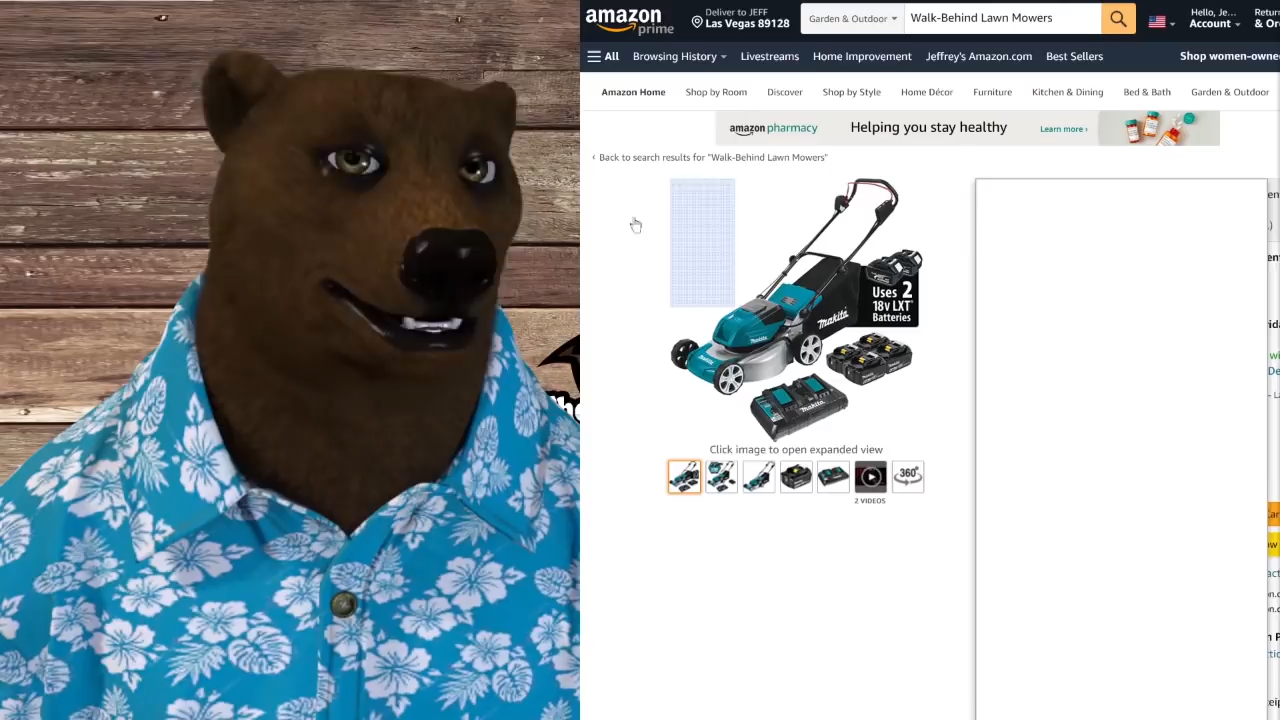 amazon
prime
Deliver to JEFF
Las Vegas 89128
Garden & Outdoor
Walk-Behind Lawn Mowers
Hello, Je...
Account
Retur
& Or
All
Browsing History
Livestreams
Home Improvement
Jeffrey's Amazon.com
Best Sellers
Shop women-owne
Amazon Home
Shop by Room
Discover
Shop by Style
Home Décor
Furniture
Kitchen & Dining
Bed & Bath
Garden & Outdoor
amazon pharmacy
Helping you stay healthy
Learn more ›
‹ Back to search results for "Walk-Behind Lawn Mowers"
Uses 2
18V LXT
Batteries
Makita
Makita
Makita
Click image to open expanded view
360°
2 VIDEOS